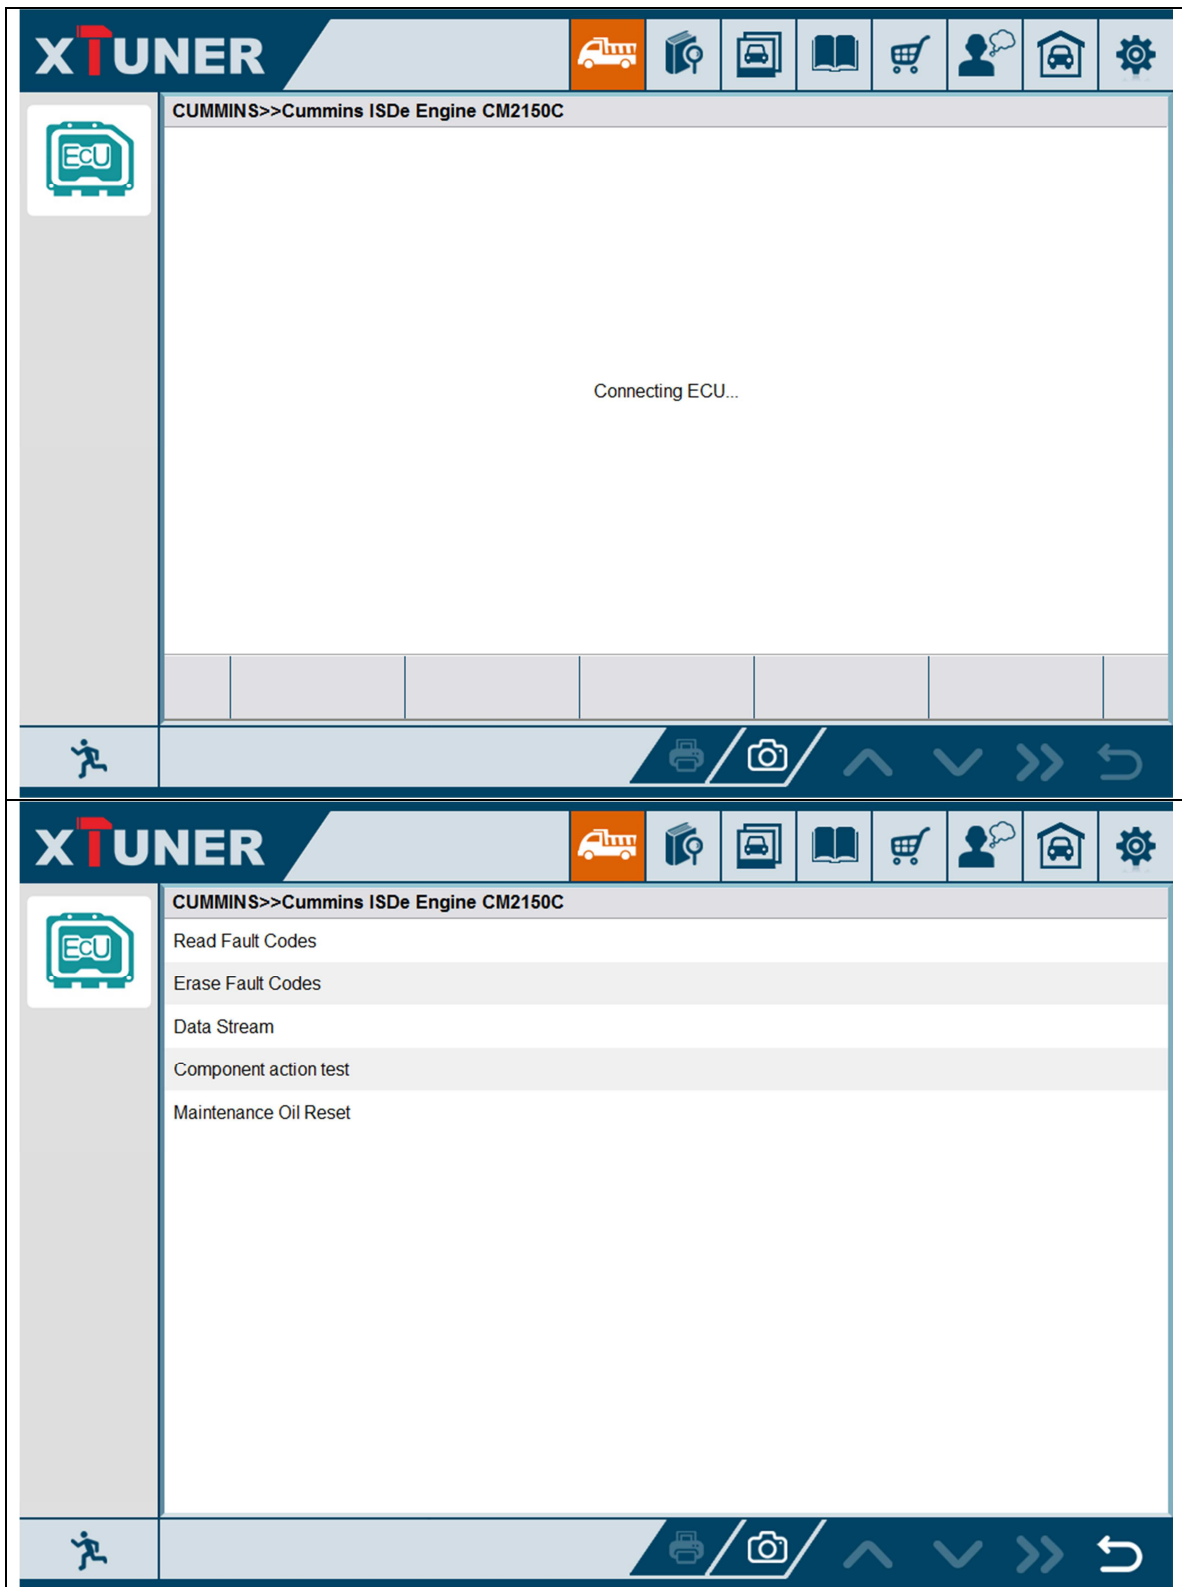 XTUNER
CUMMINS>>Cummins ISDe Engine CM2150C
ECU
Connecting ECU...
XTUNER
CUMMINS>>Cummins ISDe Engine CM2150C
ECU
Read Fault Codes
Erase Fault Codes
Data Stream
Component action test
Maintenance Oil Reset